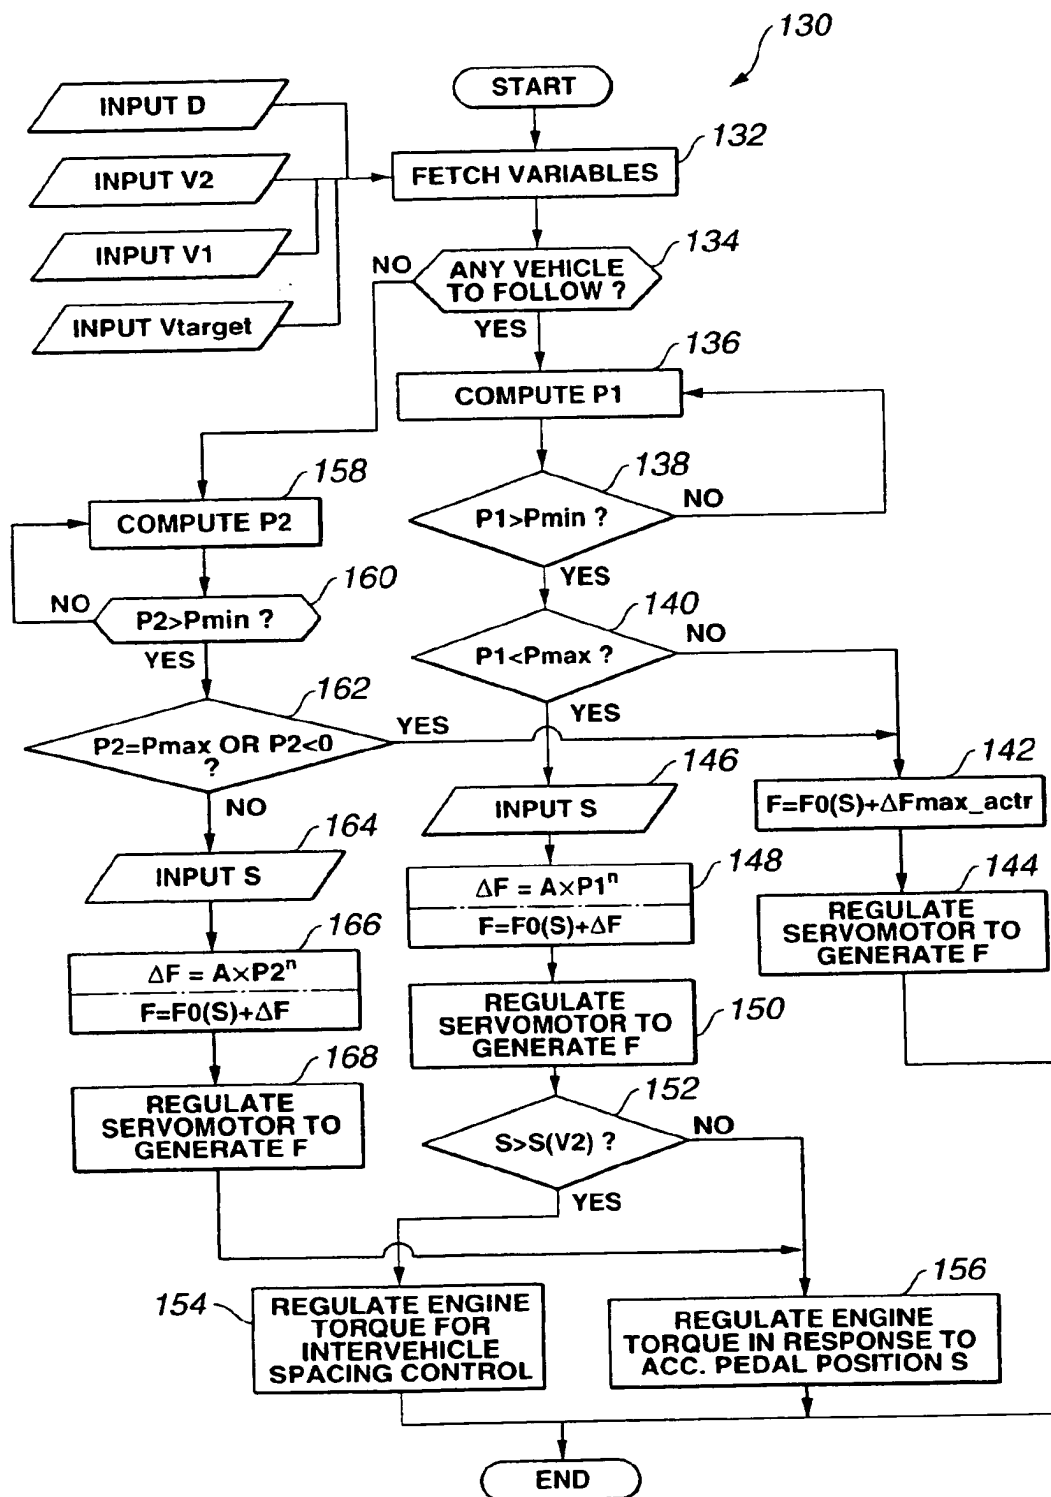 130
START
INPUT D
132
FETCH VARIABLES
INPUT V2
INPUT V1
INPUT Vtarget
134
NO
ANY VEHICLE
TO FOLLOW ?
YES
136
COMPUTE P1
138
P1>Pmin ?
NO
YES
158
COMPUTE P2
160
NO
P2>Pmin ?
YES
140
P1<Pmax ?
NO
YES
162
P2=Pmax OR P2<0
?
YES
NO
142
F=F0(S)+ΔFmax_actr
144
REGULATE
SERVOMOTOR TO
GENERATE F
146
INPUT S
148
ΔF = A×P1ⁿ
F=F0(S)+ΔF
150
REGULATE
SERVOMOTOR TO
GENERATE F
164
INPUT S
166
ΔF = A×P2ⁿ
F=F0(S)+ΔF
168
REGULATE
SERVOMOTOR TO
GENERATE F
152
S>S(V2) ?
NO
YES
154
REGULATE ENGINE
TORQUE FOR
INTERVEHICLE
SPACING CONTROL
156
REGULATE ENGINE
TORQUE IN RESPONSE TO
ACC. PEDAL POSITION S
END